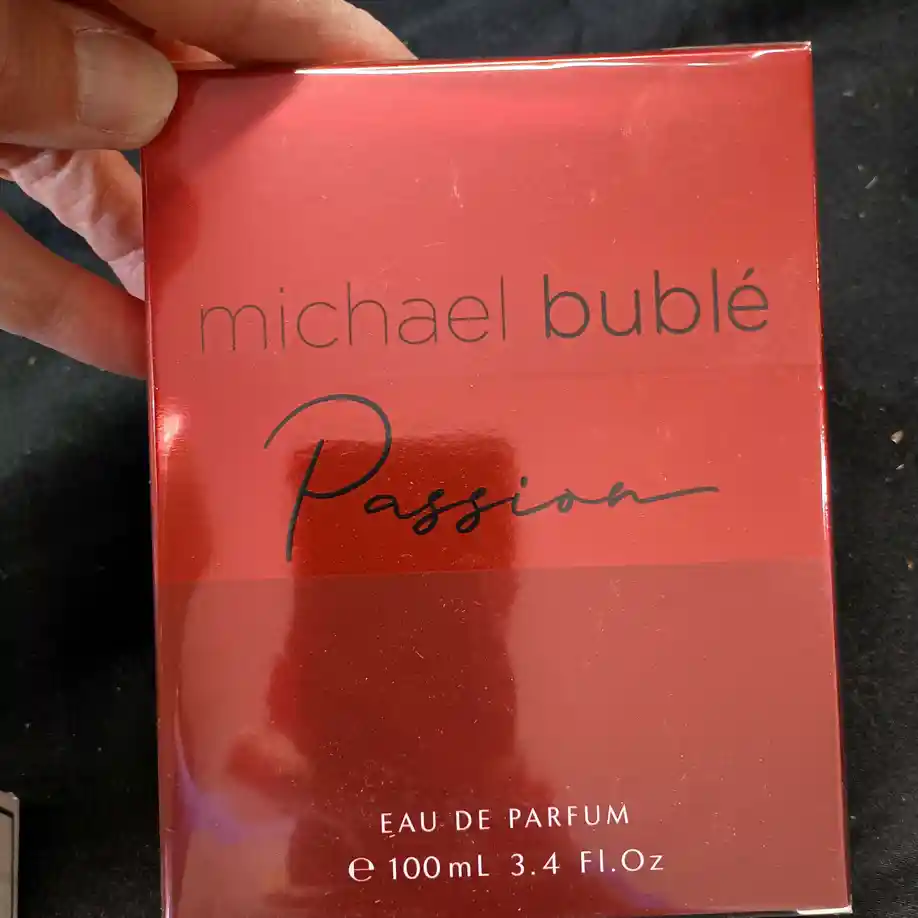 michael bublé
Passion
EAU DE PARFUM
℮ 100mL 3.4 Fl.Oz